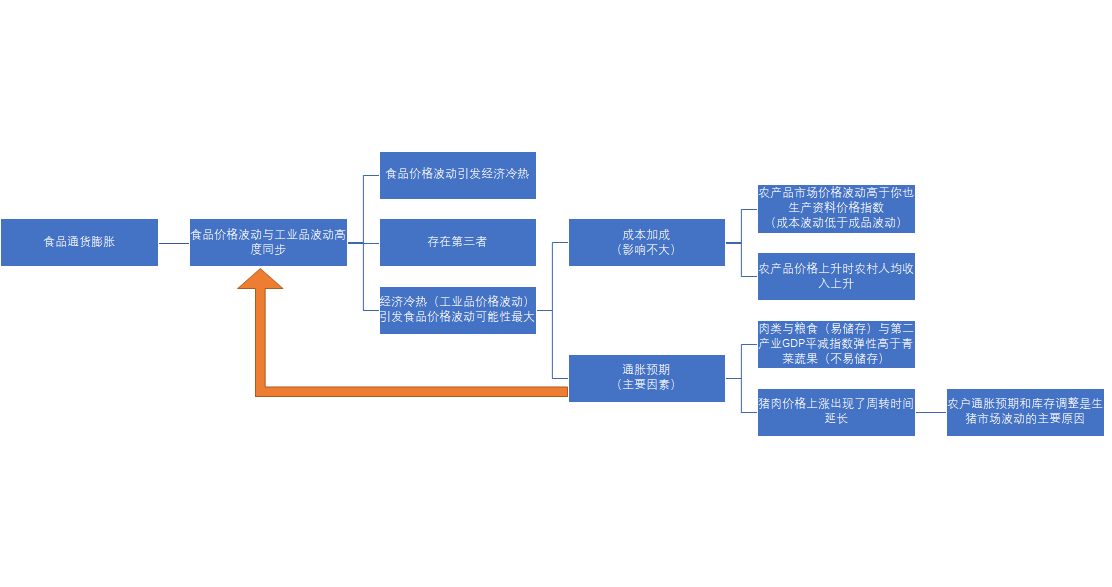 食品通货膨胀
食品价格波动与工业品波动高
度同步
食品价格波动引发经济冷热
存在第三者
经济冷热（工业品价格波动）
引发食品价格波动可能性最大
成本加成
（影响不大）
通胀预期
（主要因素）
农产品市场价格波动高于你也
生产资料价格指数
（成本波动低于成品波动）
农产品价格上升时农村人均收
入上升
肉类与粮食（易储存）与第二
产业GDP平减指数弹性高于青
菜蔬果（不易储存）
猪肉价格上涨出现了周转时间
延长
农户通胀预期和库存调整是生
猪市场波动的主要原因